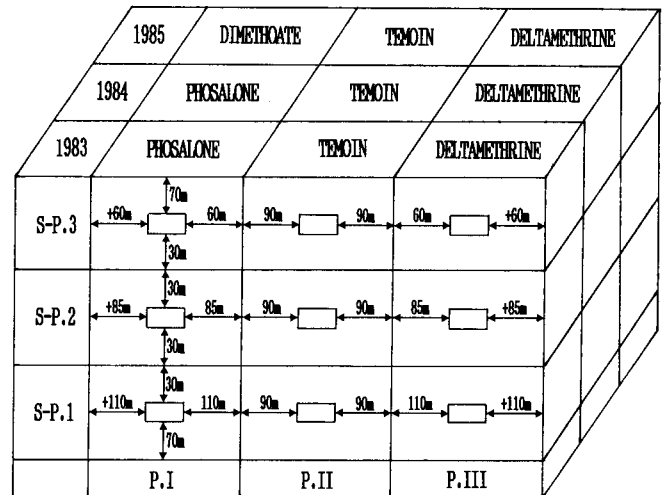 1985 DIMETHOATE TEMOIN DELTAMETHRINE
1984 PHOSALONE TEMOIN DELTAMETHRINE
1983 PHOSALONE TEMOIN DELTAMETHRINE
70m
S-P.3 +60m 60m 90m 90m 60m +60m
30m
30m
S-P.2 +85m 85m 90m 90m 85m +85m
30m
30m
S-P.1 +110m 110m 90m 90m 110m +110m
70m
P.I P.II P.III